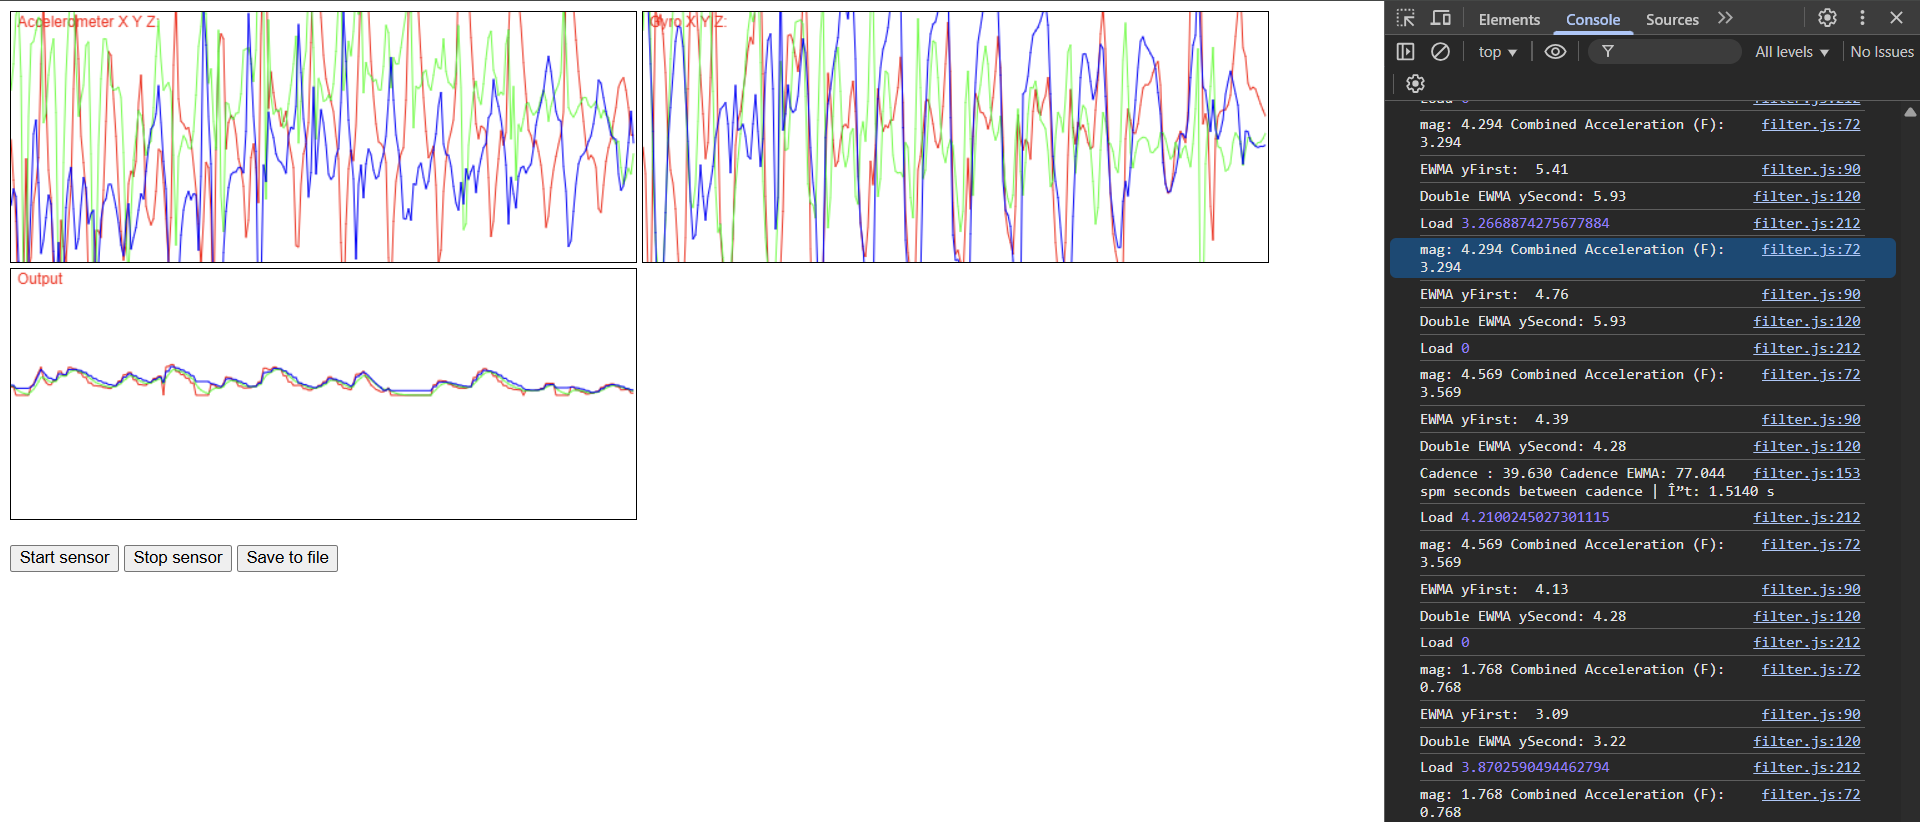 Accelerometer X Y Z:
Gyro X Y Z:
Output
Start sensor
Stop sensor
Save to file
Elements
Console
Sources
top
All levels
No Issues
Load 0 filter.js:212
mag: 4.294 Combined Acceleration (F): filter.js:72
3.294
EWMA yFirst:  5.41 filter.js:90
Double EWMA ySecond: 5.93 filter.js:120
Load 3.2668874275677884 filter.js:212
mag: 4.294 Combined Acceleration (F): filter.js:72
3.294
EWMA yFirst:  4.76 filter.js:90
Double EWMA ySecond: 5.93 filter.js:120
Load 0 filter.js:212
mag: 4.569 Combined Acceleration (F): filter.js:72
3.569
EWMA yFirst:  4.39 filter.js:90
Double EWMA ySecond: 4.28 filter.js:120
Cadence : 39.630 Cadence EWMA: 77.044 filter.js:153
spm seconds between cadence | Î”t: 1.5140 s
Load 4.2100245027301115 filter.js:212
mag: 4.569 Combined Acceleration (F): filter.js:72
3.569
EWMA yFirst:  4.13 filter.js:90
Double EWMA ySecond: 4.28 filter.js:120
Load 0 filter.js:212
mag: 1.768 Combined Acceleration (F): filter.js:72
0.768
EWMA yFirst:  3.09 filter.js:90
Double EWMA ySecond: 3.22 filter.js:120
Load 3.8702590494462794 filter.js:212
mag: 1.768 Combined Acceleration (F): filter.js:72
0.768